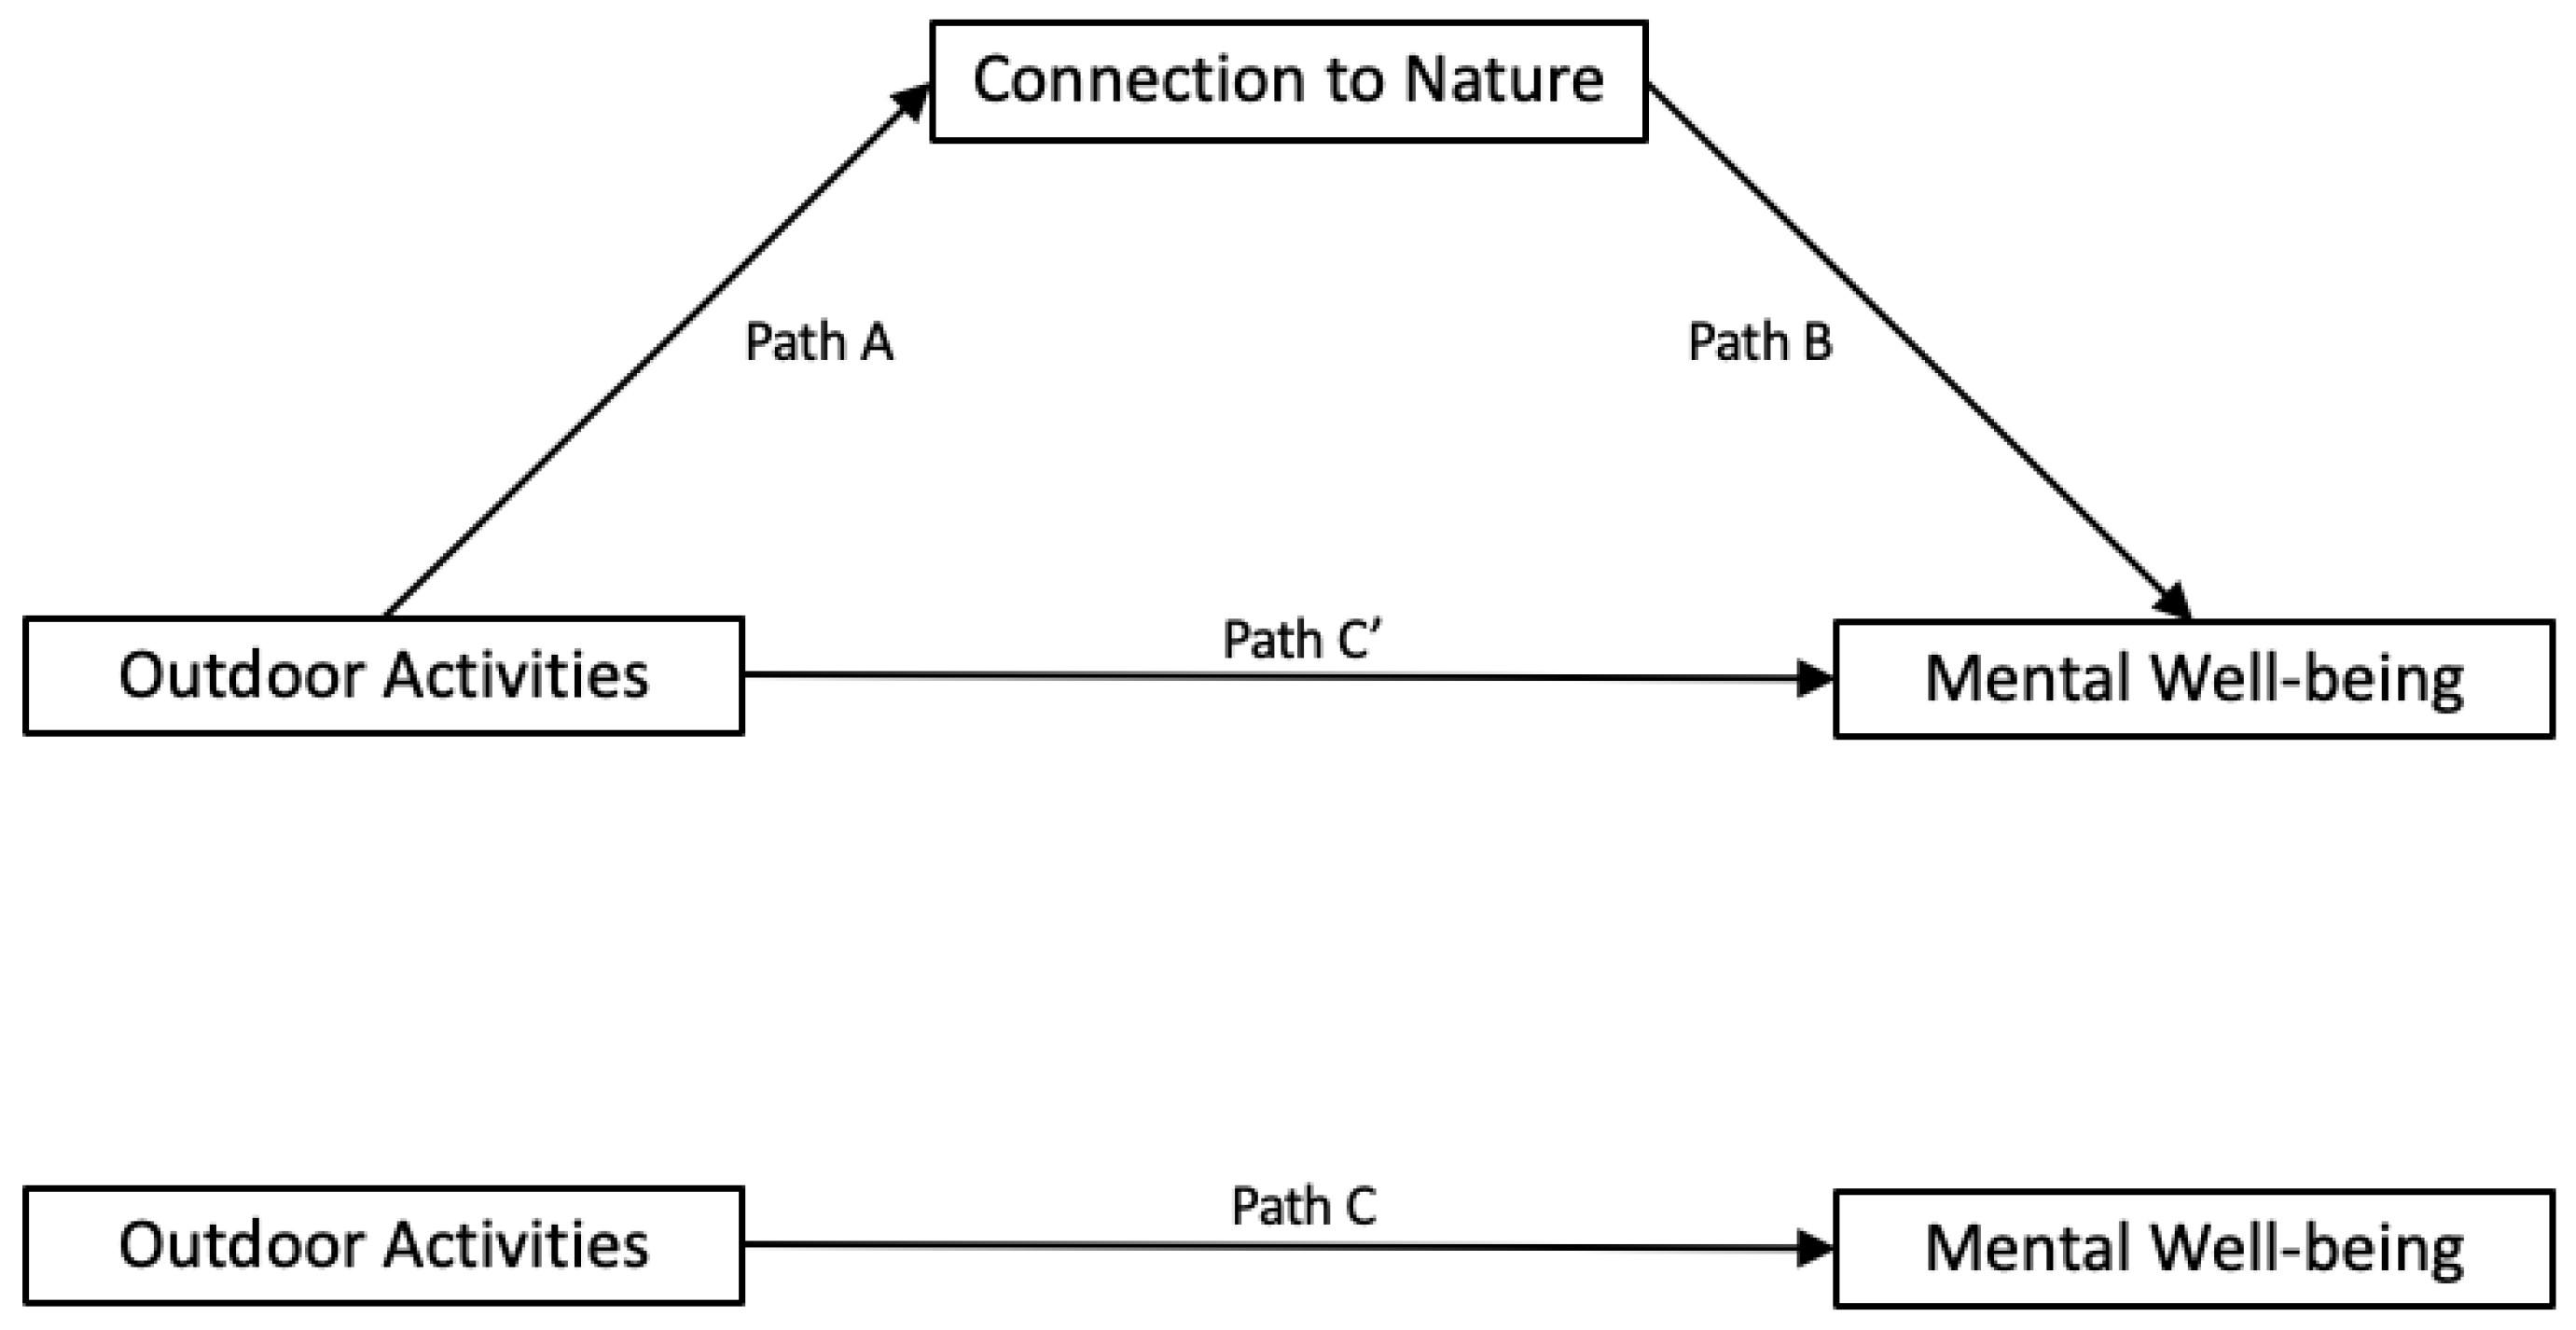 Connection to Nature
Path A
Path B
Path C’
Outdoor Activities
Mental Well-being
Path C
Outdoor Activities
Mental Well-being